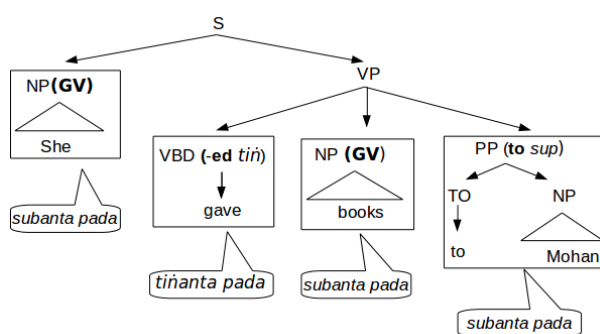 S
NP(GV)
She
subanta pada
VP
VBD (-ed tiṅ)
gave
tiṅanta pada
NP (GV)
books
subanta pada
PP (to sup)
TO
NP
to
Mohan
subanta pada